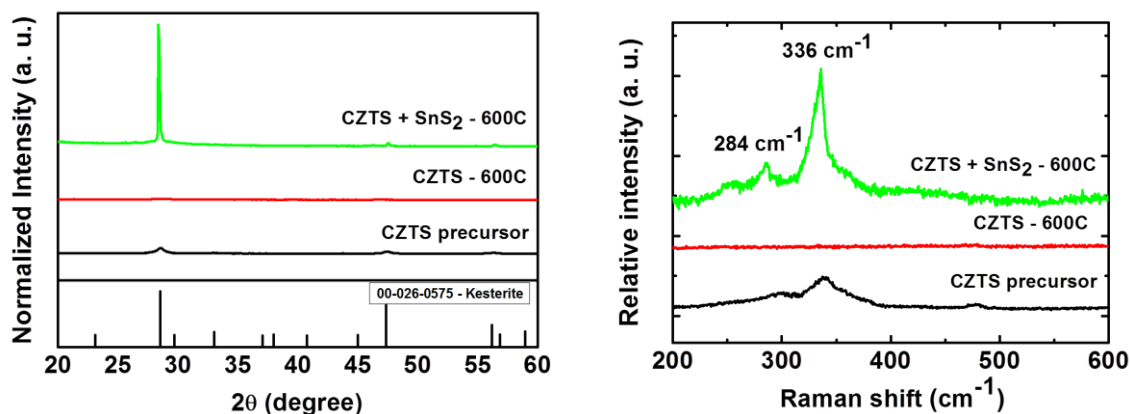 Normalized Intensity (a. u.)
CZTS + SnS₂ - 600C
CZTS - 600C
CZTS precursor
00-026-0575 - Kesterite
20 25 30 35 40 45 50 55 60
2θ (degree)
Relative intensity (a. u.)
336 cm⁻¹
284 cm⁻¹
CZTS + SnS₂ - 600C
CZTS - 600C
CZTS precursor
200 300 400 500 600
Raman shift (cm⁻¹)